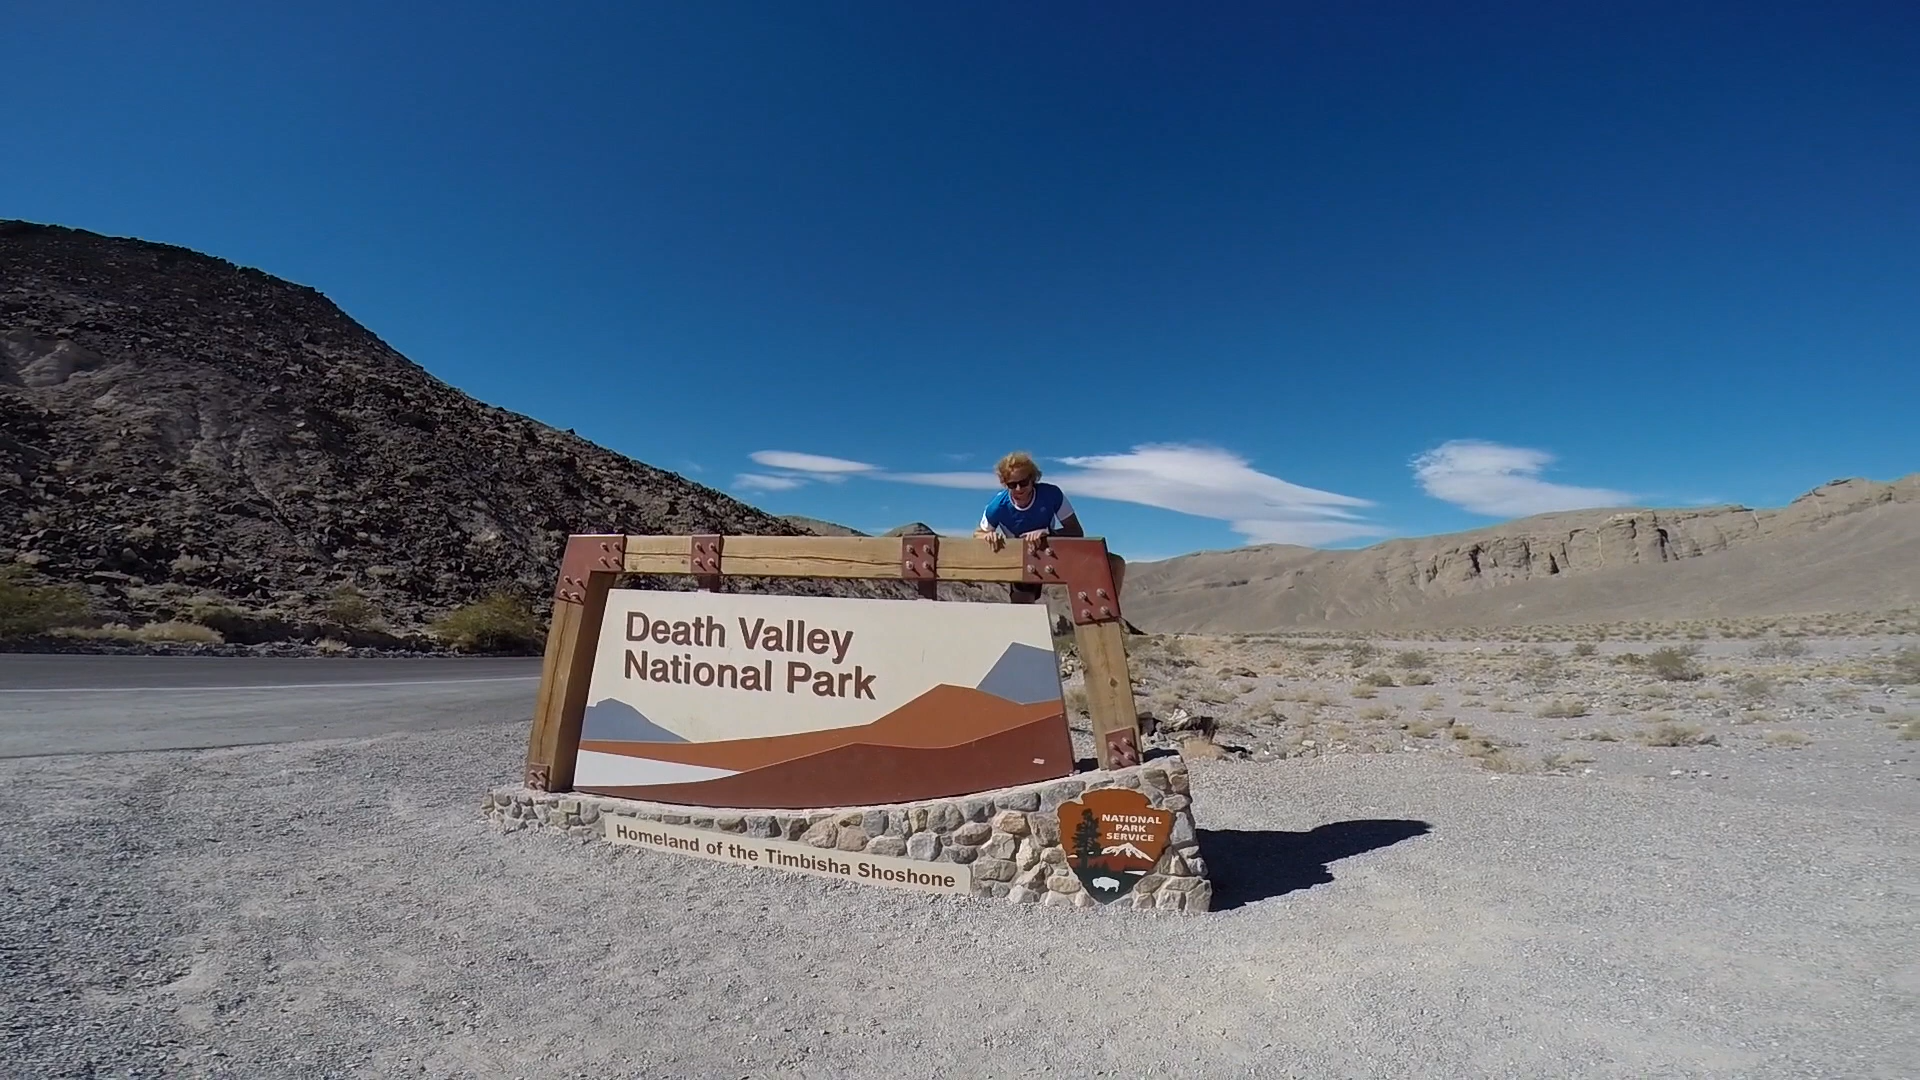 Death Valley
National Park
Homeland of the Timbisha Shoshone
NATIONAL
PARK
SERVICE